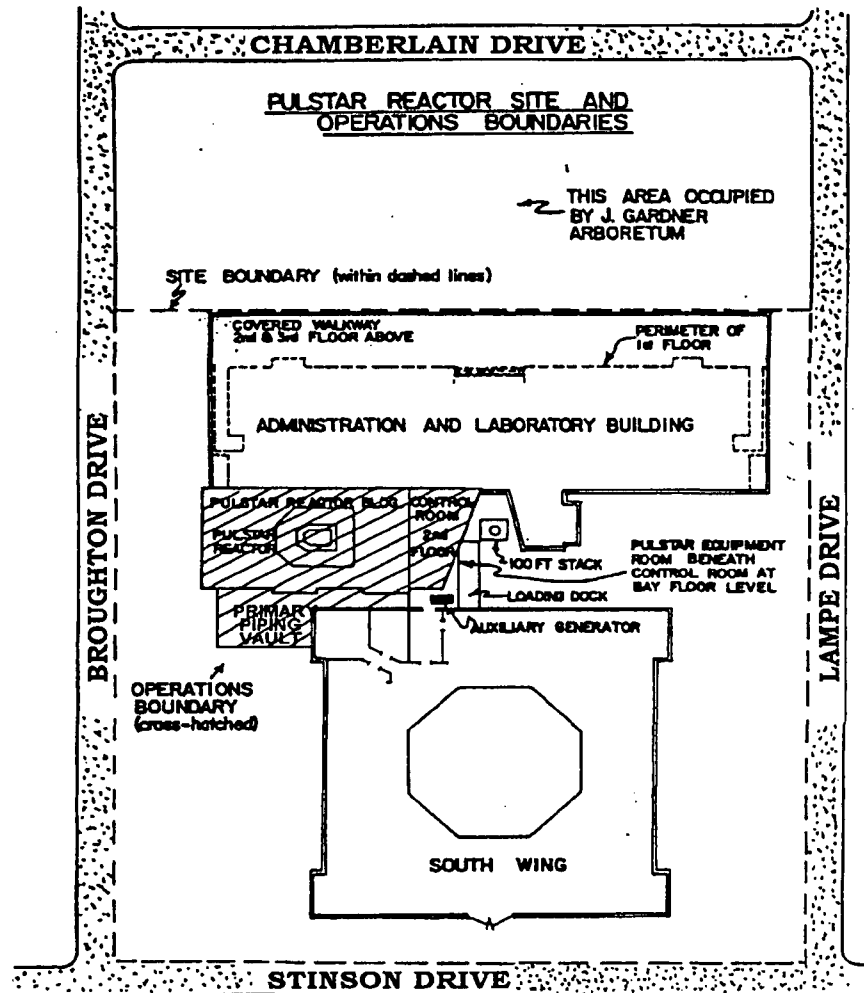 CHAMBERLAIN DRIVE
PULSTAR REACTOR SITE AND
OPERATIONS BOUNDARIES
THIS AREA OCCUPIED
BY J. GARDNER
ARBORETUM
SITE BOUNDARY (within dashed lines)
COVERED WALKWAY
2nd & 3rd FLOOR ABOVE
PERIMETER OF
1st FLOOR
ADMINISTRATION AND LABORATORY BUILDING
BROUGHTON DRIVE
LAMPE DRIVE
PULSTAR REACTOR BLDG
CONTROL
ROOM
2nd
FLOOR
PULSTAR
REACTOR
100 FT STACK
PULSTAR EQUIPMENT
ROOM BENEATH
CONTROL ROOM AT
BAY FLOOR LEVEL
LOADING DOCK
PRIMARY
PIPING
VAULT
AUXILIARY GENERATOR
OPERATIONS
BOUNDARY
(cross-hatched)
SOUTH WING
STINSON DRIVE